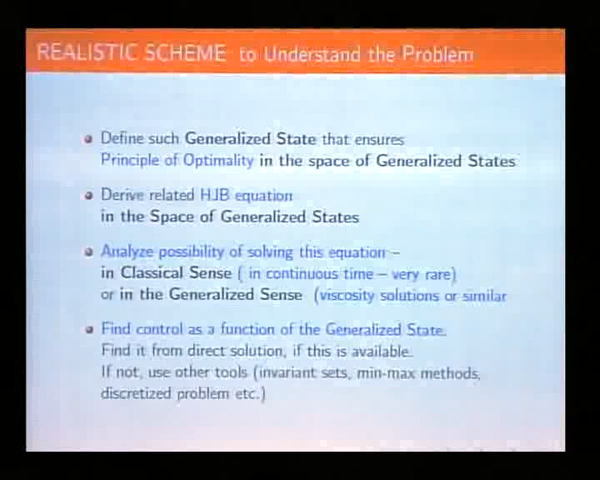 REALISTIC SCHEME to Understand the Problem
Define such Generalized State that ensures
Principle of Optimality in the space of Generalized States
Derive related HJB equation
in the Space of Generalized States
Analyze possibility of solving this equation –
in Classical Sense ( in continuous time – very rare)
or in the Generalized Sense (viscosity solutions or similar
Find control as a function of the Generalized State.
Find it from direct solution, if this is available.
If not, use other tools (invariant sets, min-max methods,
discretized problem etc.)